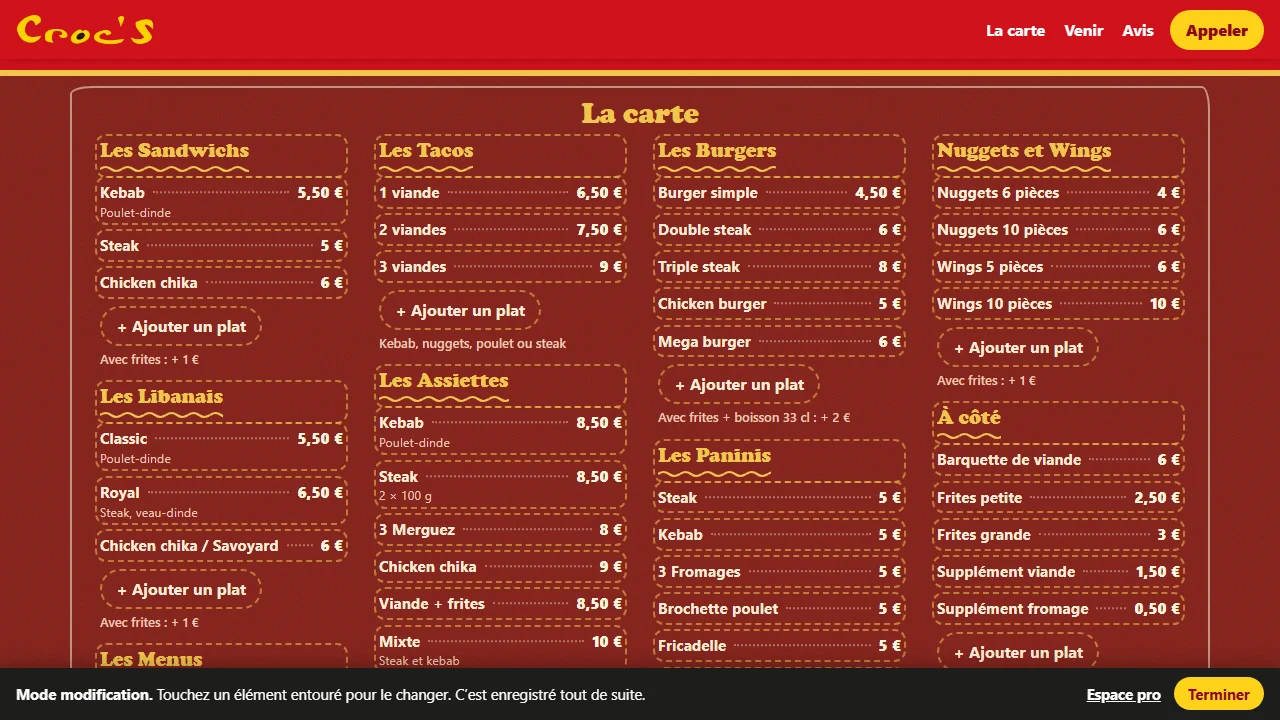 Croc'S
La carte
Venir
Avis
Appeler
La carte
Les Sandwichs
Kebab 5,50 €
Poulet-dinde
Steak 5 €
Chicken chika 6 €
+ Ajouter un plat
Avec frites : + 1 €
Les Libanais
Classic 5,50 €
Poulet-dinde
Royal 6,50 €
Steak, veau-dinde
Chicken chika / Savoyard 6 €
+ Ajouter un plat
Avec frites : + 1 €
Les Menus
Les Tacos
1 viande 6,50 €
2 viandes 7,50 €
3 viandes 9 €
+ Ajouter un plat
Kebab, nuggets, poulet ou steak
Les Assiettes
Kebab 8,50 €
Poulet-dinde
Steak 8,50 €
2 × 100 g
3 Merguez 8 €
Chicken chika 9 €
Viande + frites 8,50 €
Mixte 10 €
Steak et kebab
Les Burgers
Burger simple 4,50 €
Double steak 6 €
Triple steak 8 €
Chicken burger 5 €
Mega burger 6 €
+ Ajouter un plat
Avec frites + boisson 33 cl : + 2 €
Les Paninis
Steak 5 €
Kebab 5 €
3 Fromages 5 €
Brochette poulet 5 €
Fricadelle 5 €
Nuggets et Wings
Nuggets 6 pièces 4 €
Nuggets 10 pièces 6 €
Wings 5 pièces 6 €
Wings 10 pièces 10 €
+ Ajouter un plat
Avec frites : + 1 €
À côté
Barquette de viande 6 €
Frites petite 2,50 €
Frites grande 3 €
Supplément viande 1,50 €
Supplément fromage 0,50 €
+ Ajouter un plat
Mode modification. Touchez un élément entouré pour le changer. C'est enregistré tout de suite.
Espace pro
Terminer